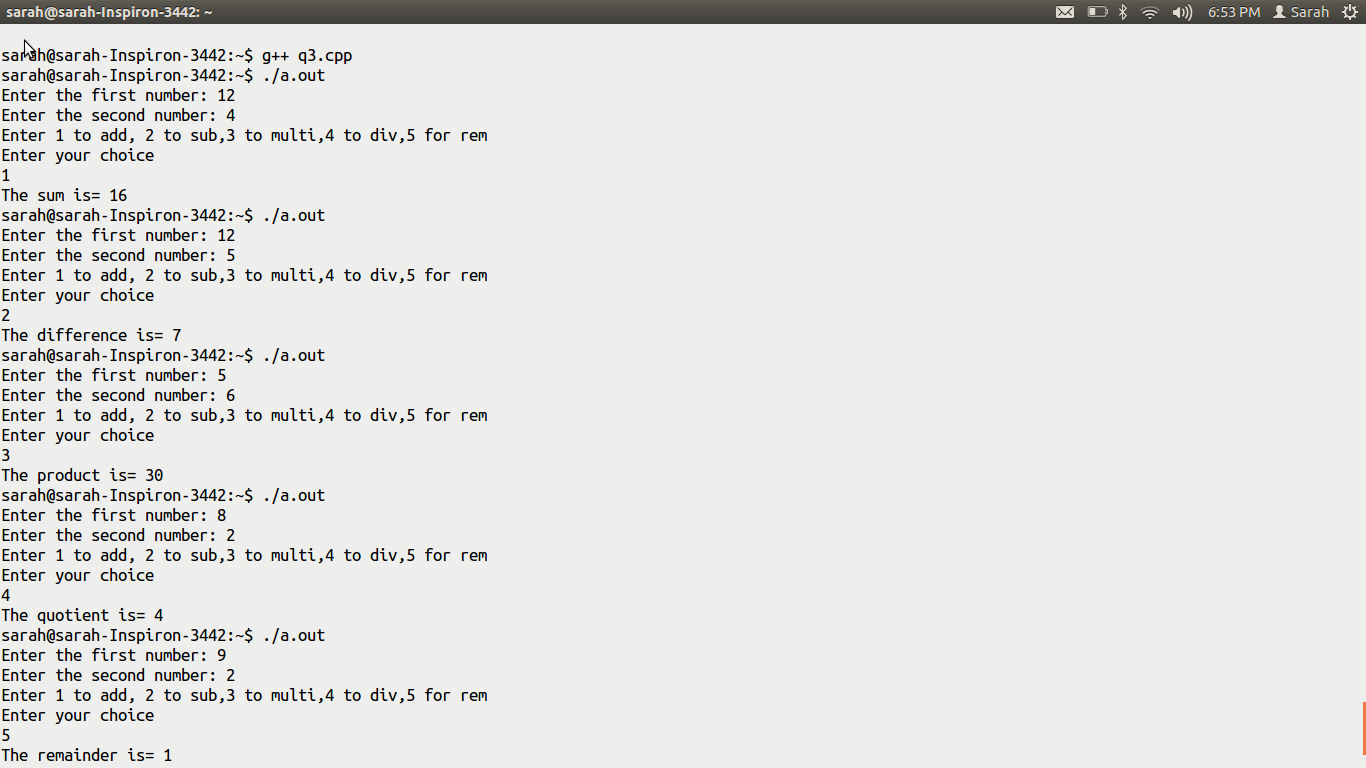 sarah@sarah-Inspiron-3442: ~ 6:53 PM Sarah
sarah@sarah-Inspiron-3442:~$ g++ q3.cpp
sarah@sarah-Inspiron-3442:~$ ./a.out
Enter the first number: 12
Enter the second number: 4
Enter 1 to add, 2 to sub,3 to multi,4 to div,5 for rem
Enter your choice
1
The sum is= 16
sarah@sarah-Inspiron-3442:~$ ./a.out
Enter the first number: 12
Enter the second number: 5
Enter 1 to add, 2 to sub,3 to multi,4 to div,5 for rem
Enter your choice
2
The difference is= 7
sarah@sarah-Inspiron-3442:~$ ./a.out
Enter the first number: 5
Enter the second number: 6
Enter 1 to add, 2 to sub,3 to multi,4 to div,5 for rem
Enter your choice
3
The product is= 30
sarah@sarah-Inspiron-3442:~$ ./a.out
Enter the first number: 8
Enter the second number: 2
Enter 1 to add, 2 to sub,3 to multi,4 to div,5 for rem
Enter your choice
4
The quotient is= 4
sarah@sarah-Inspiron-3442:~$ ./a.out
Enter the first number: 9
Enter the second number: 2
Enter 1 to add, 2 to sub,3 to multi,4 to div,5 for rem
Enter your choice
5
The remainder is= 1